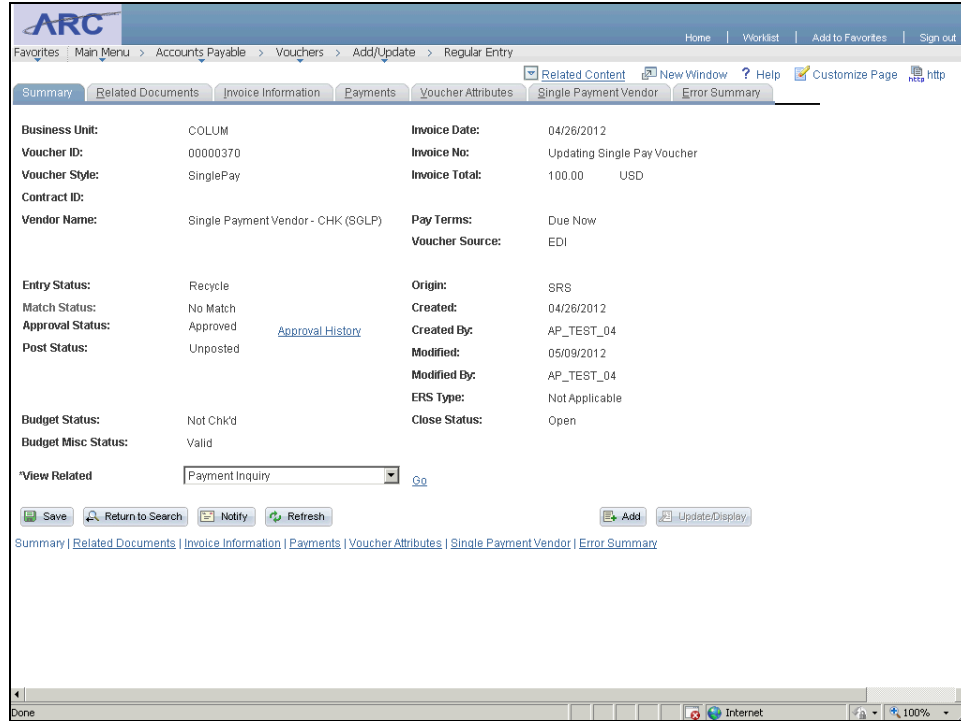 ARC
Home | Worklist | Add to Favorites | Sign out
Favorites | Main Menu > Accounts Payable > Vouchers > Add/Update > Regular Entry
Related Content New Window ? Help Customize Page http
Summary Related Documents Invoice Information Payments Voucher Attributes Single Payment Vendor Error Summary
Business Unit: COLUM Invoice Date: 04/26/2012
Voucher ID: 00000370 Invoice No: Updating Single Pay Voucher
Voucher Style: SinglePay Invoice Total: 100.00 USD
Contract ID:
Vendor Name: Single Payment Vendor - CHK (SGLP) Pay Terms: Due Now
Voucher Source: EDI
Entry Status: Recycle Origin: SRS
Match Status: No Match Created: 04/26/2012
Approval Status: Approved Approval History Created By: AP_TEST_04
Post Status: Unposted Modified: 05/09/2012
Modified By: AP_TEST_04
ERS Type: Not Applicable
Budget Status: Not Chk'd Close Status: Open
Budget Misc Status: Valid
*View Related Payment Inquiry Go
Save Return to Search Notify Refresh Add Update/Display
Summary | Related Documents | Invoice Information | Payments | Voucher Attributes | Single Payment Vendor | Error Summary
Done Internet 100%